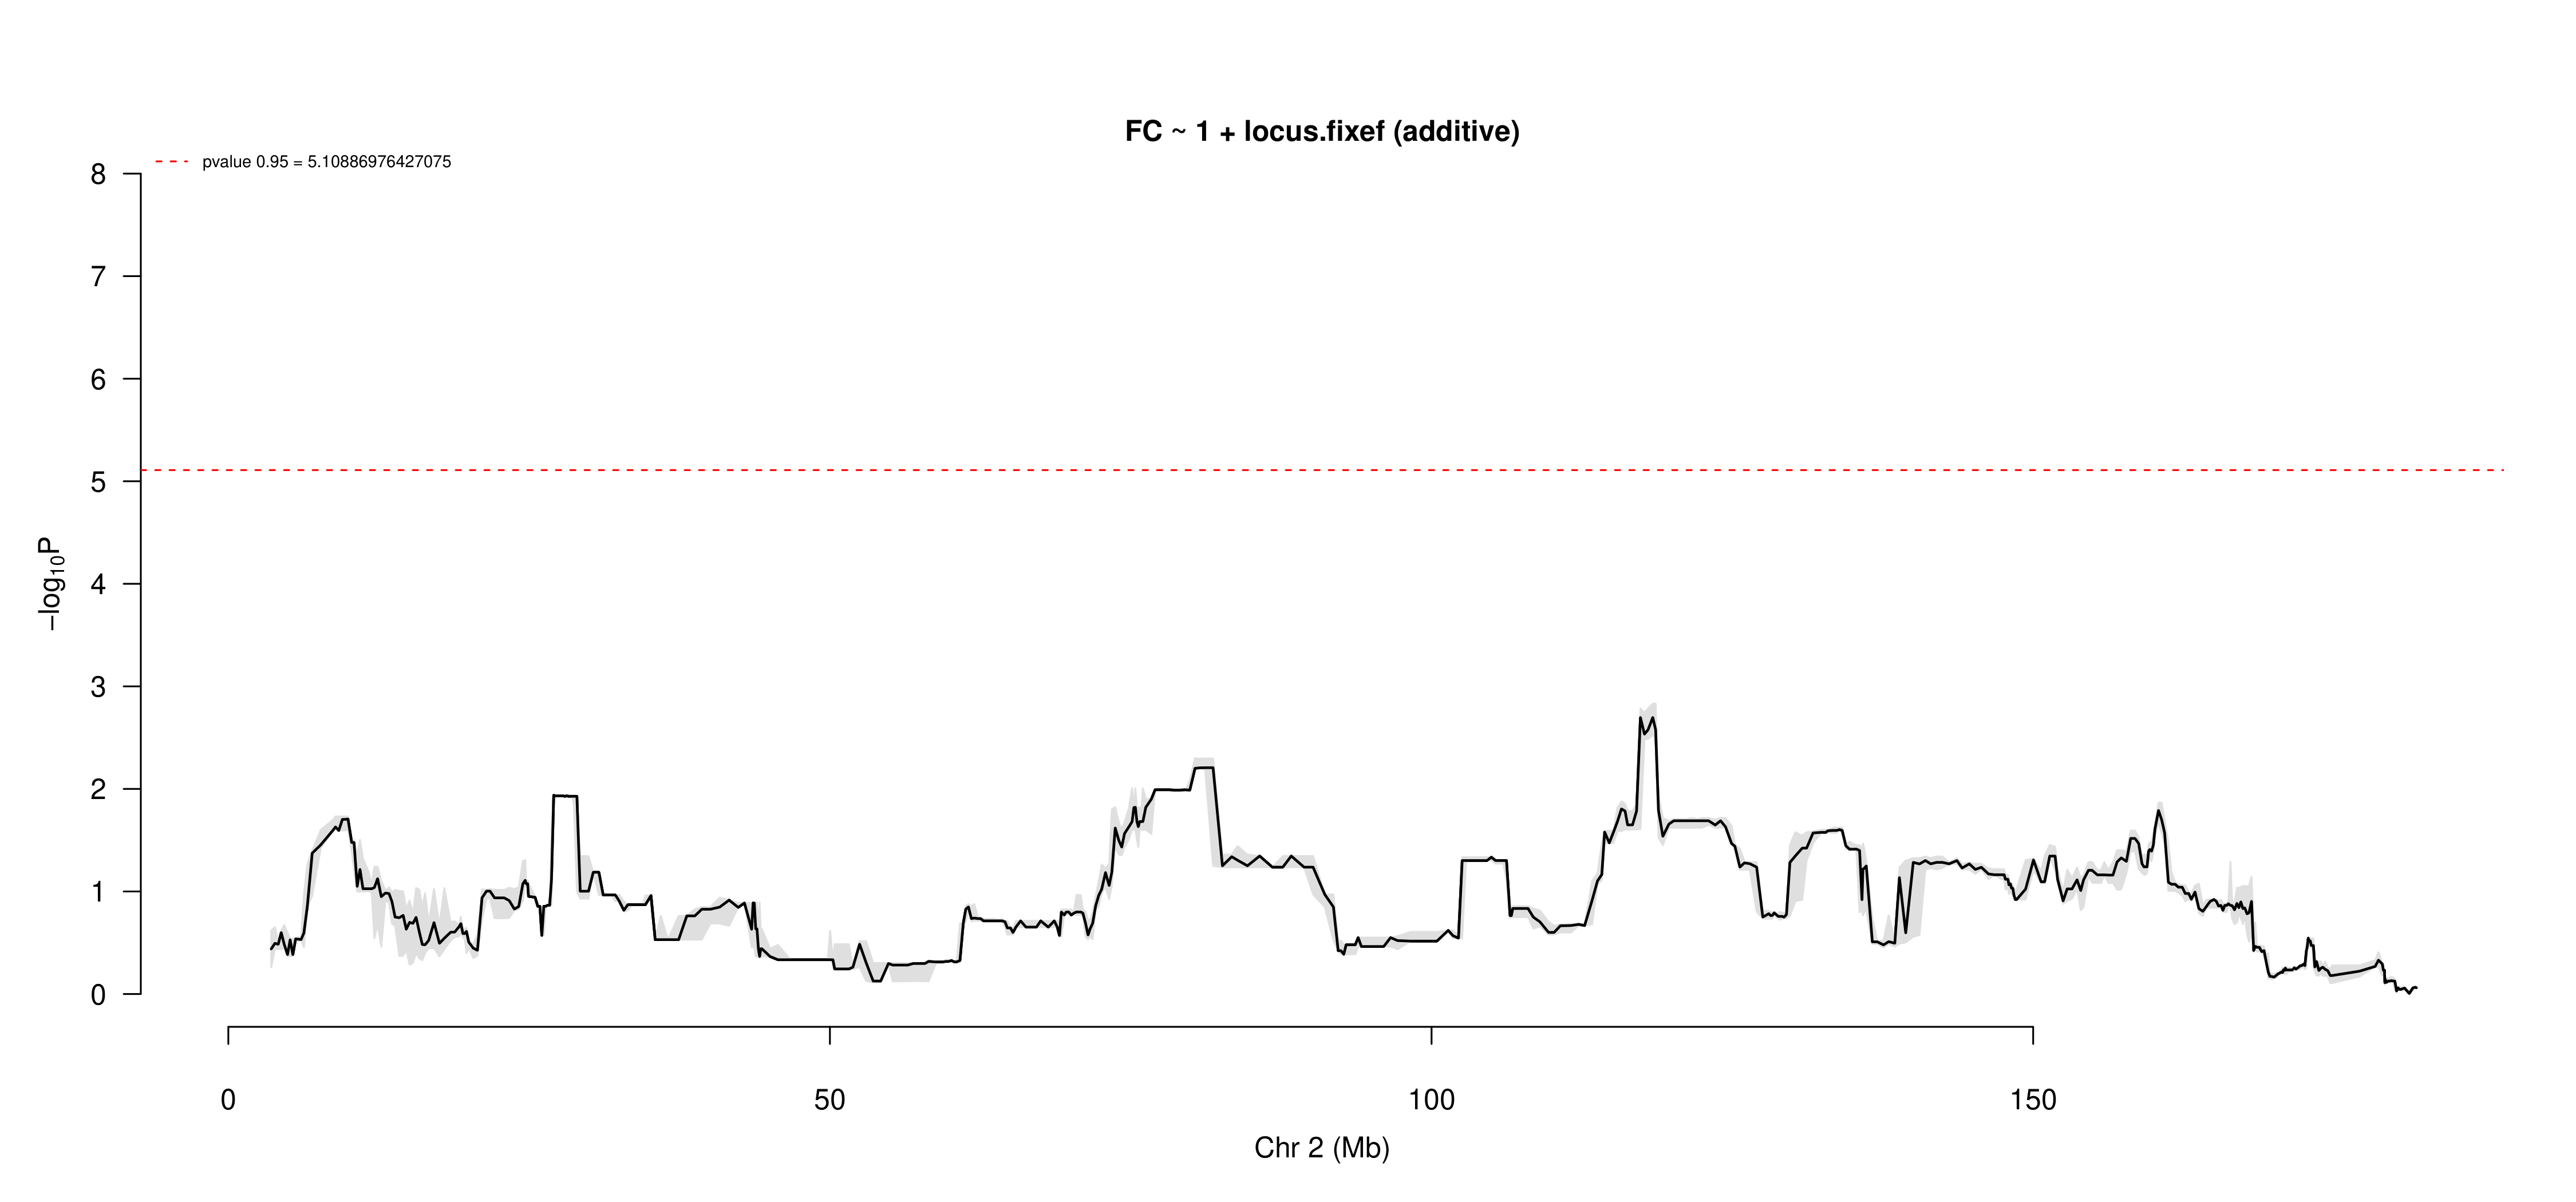 FC ~ 1 + locus.fixef (additive)
pvalue 0.95 = 5.10886976427075
8
7
6
5
4
3
2
1
0
−log10P
0 50 100 150
Chr 2 (Mb)